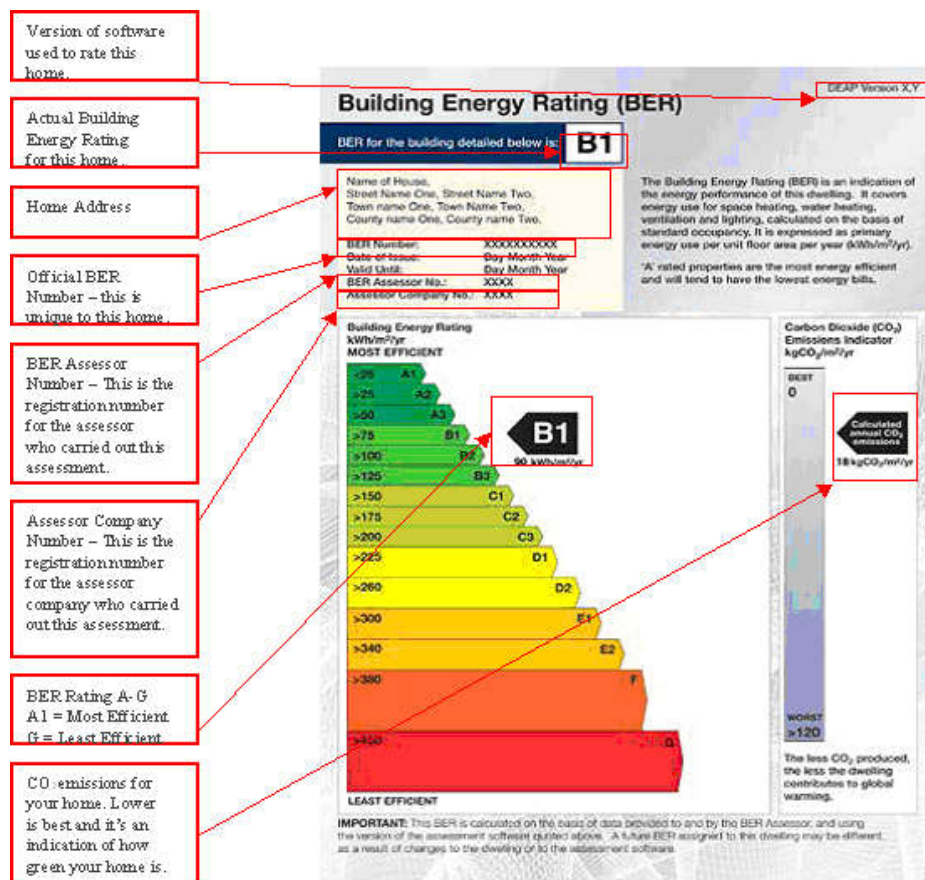 Version of software
used to rate this
home.
Actual Building
Energy Rating
for this home.
Home Address
Official BER
Number – this is
unique to this home.
BER Assessor
Number – This is the
registration number
for the assessor
who carried out this
assessment.
Assessor Company
Number – This is the
registration number
for the assessor
company who carried
out this assessment.
BER Rating A- G
A1 = Most Efficient
G = Least Efficient
CO2 emissions for
your home. Lower
is best and it's an
indication of how
green your home is.
DEAP Version X,Y
Building Energy Rating (BER)
BER for the building detailed below is: B1
Name of House,
Street Name One, Street Name Two,
Town name One, Town Name Two,
County name One, County name Two,
BER Number: XXXXXXXXXX
Date of Issue: Day Month Year
Valid Until: Day Month Year
BER Assessor No.: XXXX
Assessor Company No.: XXXX
The Building Energy Rating (BER) is an indication of
the energy performance of this dwelling. It covers
energy use for space heating, water heating,
ventilation and lighting, calculated on the basis of
standard occupancy. It is expressed as primary
energy use per unit floor area per year (kWh/m²/yr).
'A' rated properties are the most energy efficient
and will tend to have the lowest energy bills.
Building Energy Rating
kWh/m²/yr
MOST EFFICIENT
<25 A1
>25 A2
>50 A3
>75 B1
>100 B2
>125 B3
>150 C1
>175 C2
>200 C3
>225 D1
>260 D2
>300 E1
>340 E2
>380 F
>450 G
LEAST EFFICIENT
B1
90 kWh/m²/yr
Carbon Dioxide (CO₂)
Emissions Indicator
kgCO₂/m²/yr
BEST
0
Calculated
annual CO₂
emissions
18 kgCO₂/m²/yr
WORST
>120
The less CO₂ produced,
the less the dwelling
contributes to global
warming.
IMPORTANT: This BER is calculated on the basis of data provided to and by the BER Assessor, and using
the version of the assessment software quoted above. A future BER assigned to this dwelling may be different,
as a result of changes to the dwelling or to the assessment software.